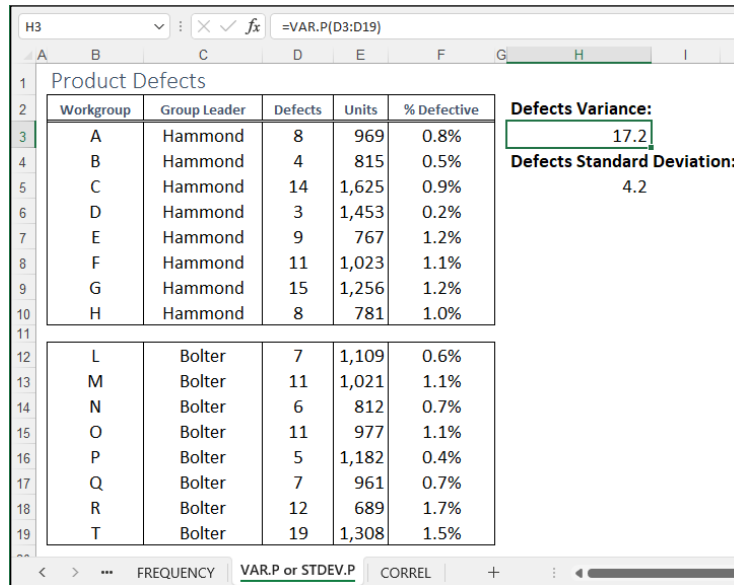 H3 fx =VAR.P(D3:D19)
A B C D E F G H I
1 Product Defects
2 Workgroup Group Leader Defects Units % Defective Defects Variance:
3 A Hammond 8 969 0.8% 17.2
4 B Hammond 4 815 0.5% Defects Standard Deviation:
5 C Hammond 14 1,625 0.9% 4.2
6 D Hammond 3 1,453 0.2%
7 E Hammond 9 767 1.2%
8 F Hammond 11 1,023 1.1%
9 G Hammond 15 1,256 1.2%
10 H Hammond 8 781 1.0%
11
12 L Bolter 7 1,109 0.6%
13 M Bolter 11 1,021 1.1%
14 N Bolter 6 812 0.7%
15 O Bolter 11 977 1.1%
16 P Bolter 5 1,182 0.4%
17 Q Bolter 7 961 0.7%
18 R Bolter 12 689 1.7%
19 T Bolter 19 1,308 1.5%
FREQUENCY VAR.P or STDEV.P CORREL